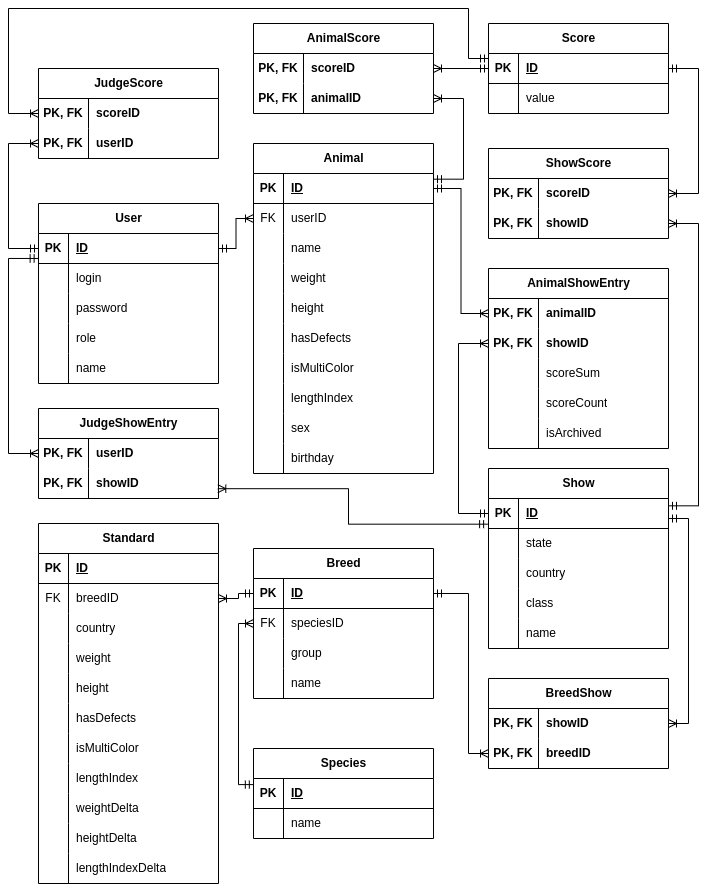 JudgeScore
PK, FK scoreID
PK, FK userID
User
PK ID
login
password
role
name
JudgeShowEntry
PK, FK userID
PK, FK showID
Standard
PK ID
FK breedID
country
weight
height
hasDefects
isMultiColor
lengthIndex
weightDelta
heightDelta
lengthIndexDelta
AnimalScore
PK, FK scoreID
PK, FK animalID
Animal
PK ID
FK userID
name
weight
height
hasDefects
isMultiColor
lengthIndex
sex
birthday
Breed
PK ID
FK speciesID
group
name
Species
PK ID
name
Score
PK ID
value
ShowScore
PK, FK scoreID
PK, FK showID
AnimalShowEntry
PK, FK animalID
PK, FK showID
scoreSum
scoreCount
isArchived
Show
PK ID
state
country
class
name
BreedShow
PK, FK showID
PK, FK breedID